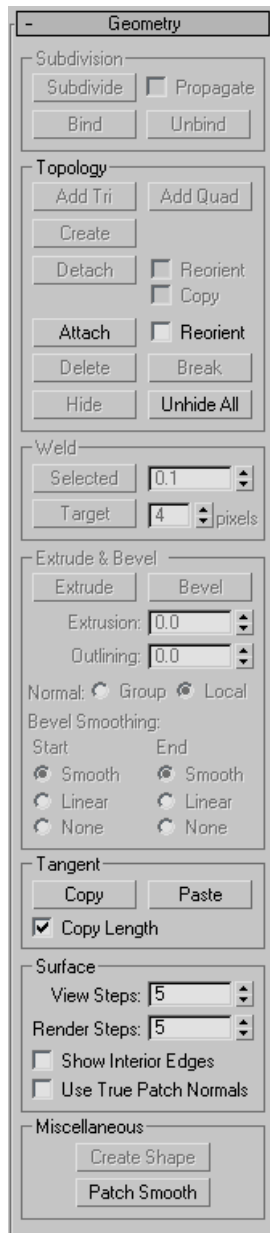 - Geometry
Subdivision
Subdivide Propagate
Bind Unbind
Topology
Add Tri Add Quad
Create
Detach Reorient
Copy
Attach Reorient
Delete Break
Hide Unhide All
Weld
Selected 0.1
Target 4 pixels
Extrude & Bevel
Extrude Bevel
Extrusion: 0.0
Outlining: 0.0
Normal: Group Local
Bevel Smoothing:
Start End
Smooth Smooth
Linear Linear
None None
Tangent
Copy Paste
Copy Length
Surface
View Steps: 5
Render Steps: 5
Show Interior Edges
Use True Patch Normals
Miscellaneous
Create Shape
Patch Smooth